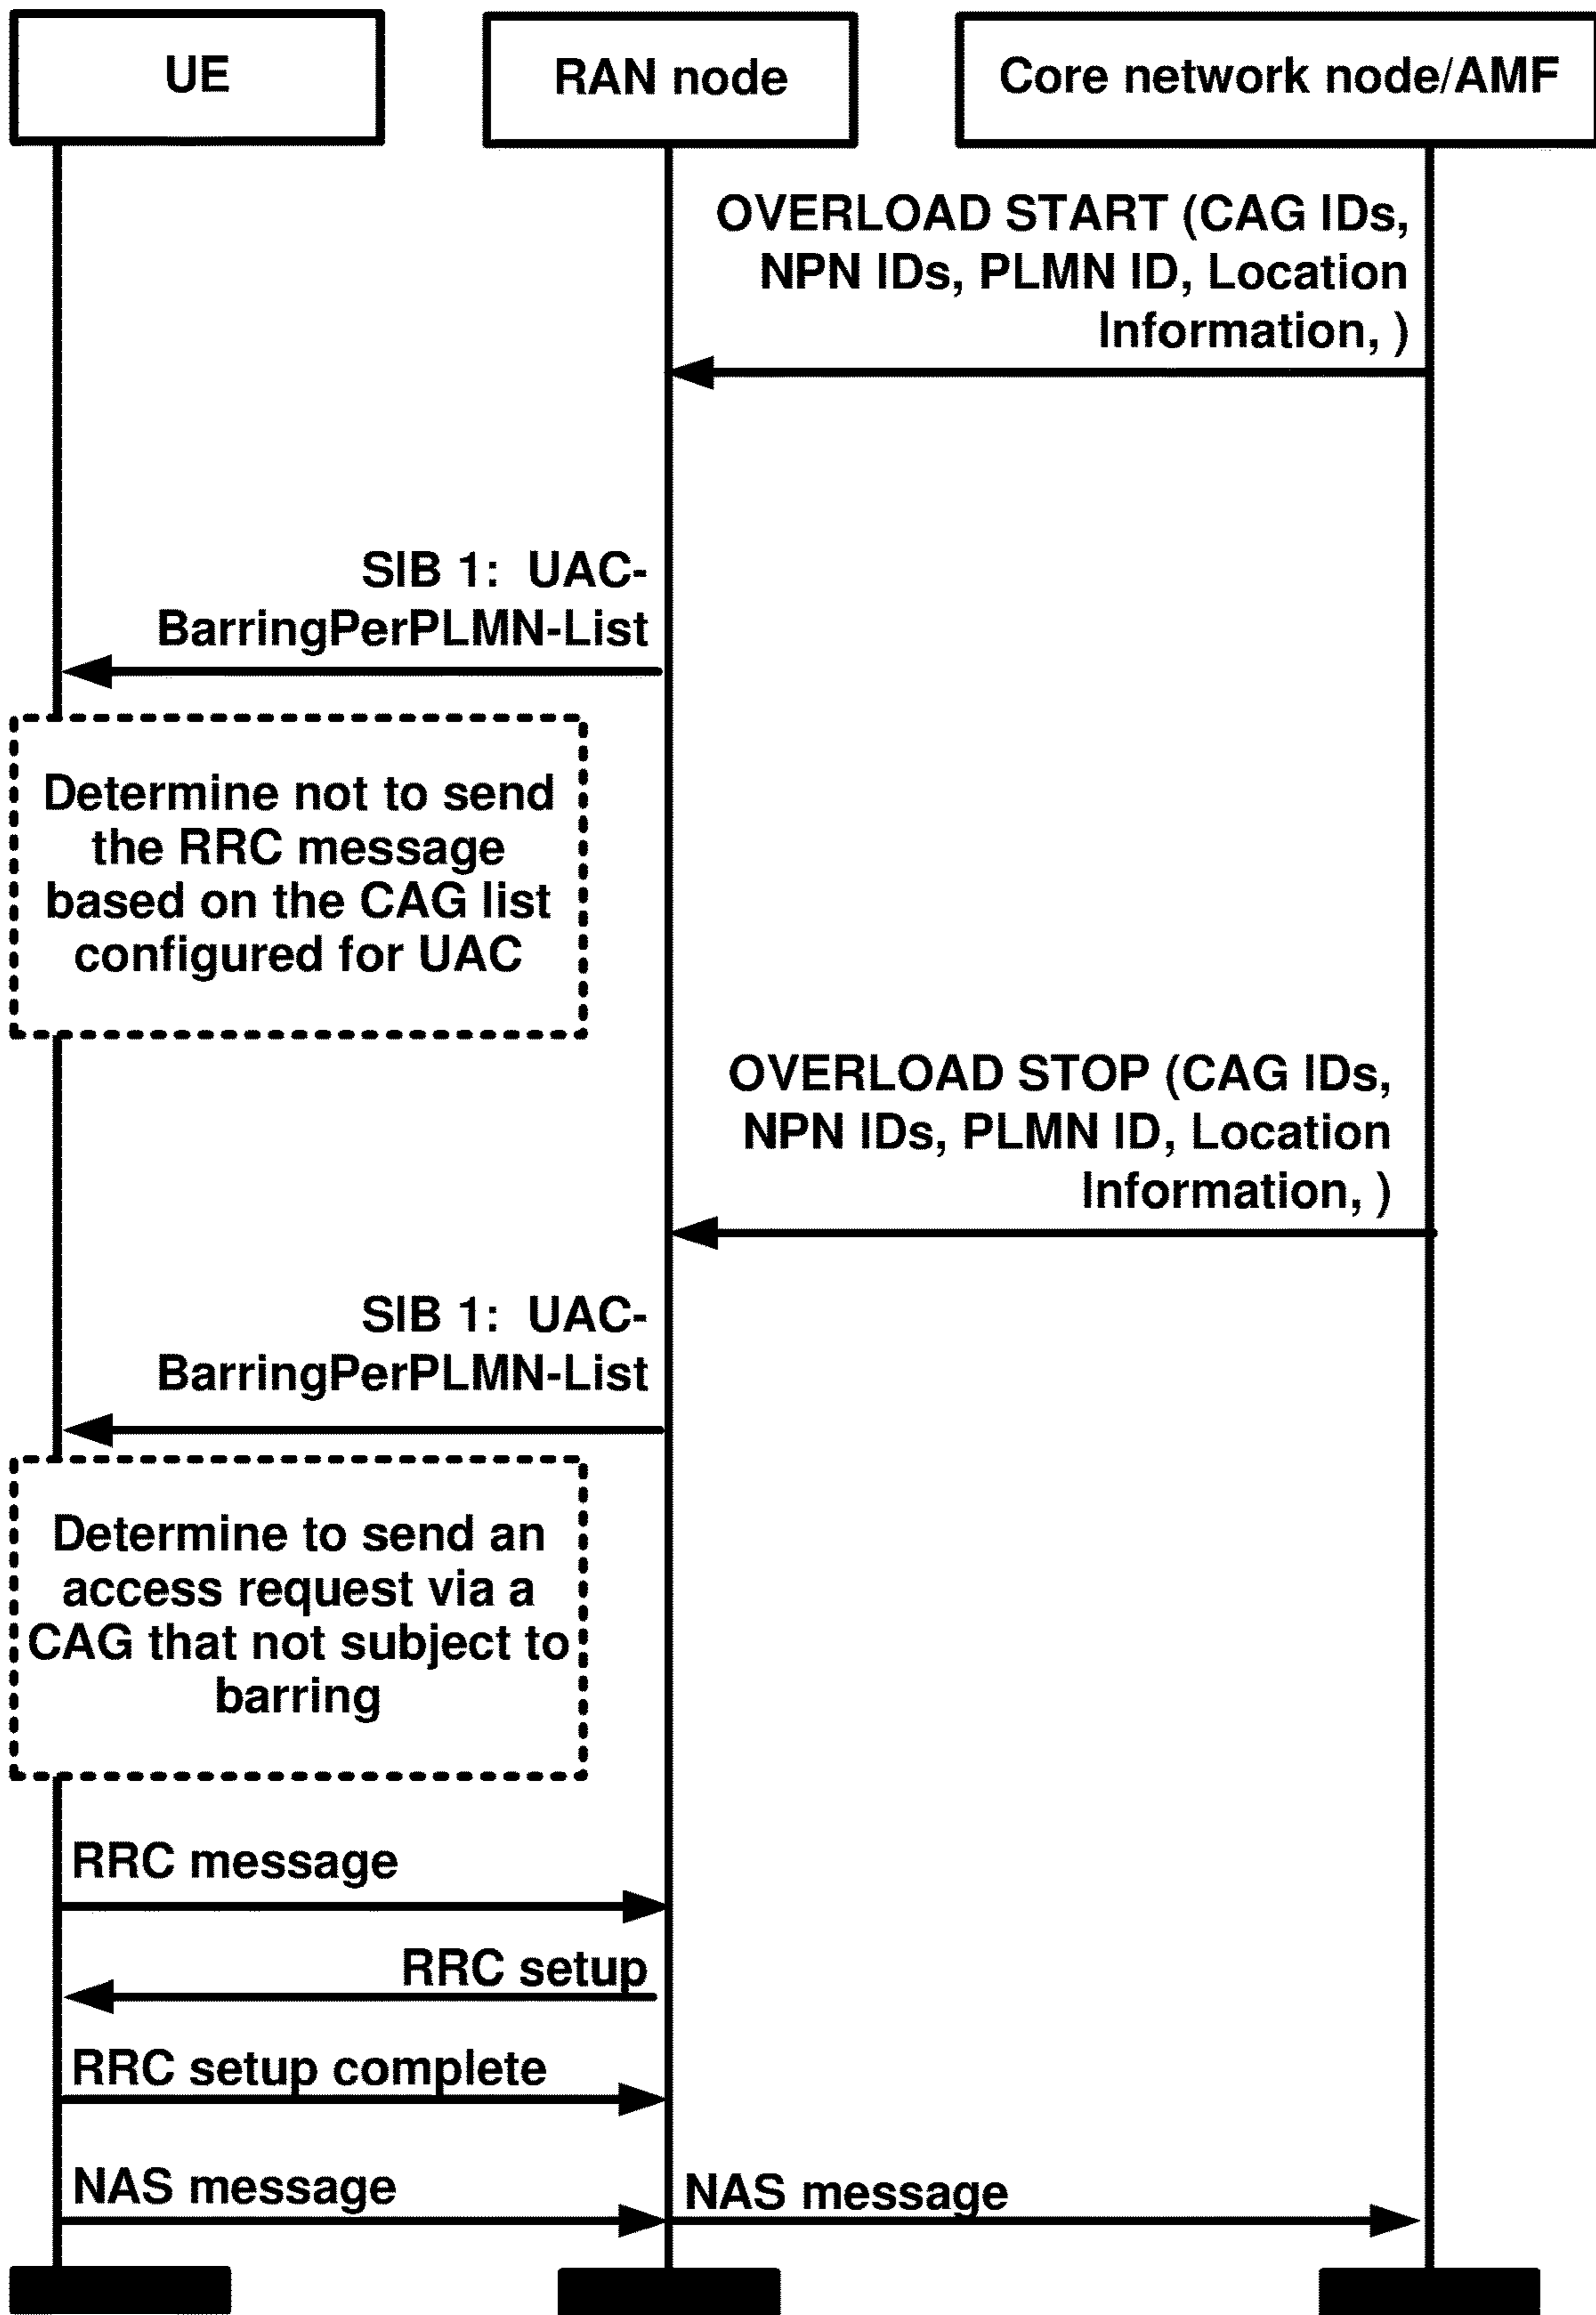 UE
RAN node
Core network node/AMF
OVERLOAD START (CAG IDs,
NPN IDs, PLMN ID, Location
Information, )
SIB 1:  UAC-
BarringPerPLMN-List
Determine not to send
the RRC message
based on the CAG list
configured for UAC
OVERLOAD STOP (CAG IDs,
NPN IDs, PLMN ID, Location
Information, )
SIB 1:  UAC-
BarringPerPLMN-List
Determine to send an
access request via a
CAG that not subject to
barring
RRC message
RRC setup
RRC setup complete
NAS message
NAS message